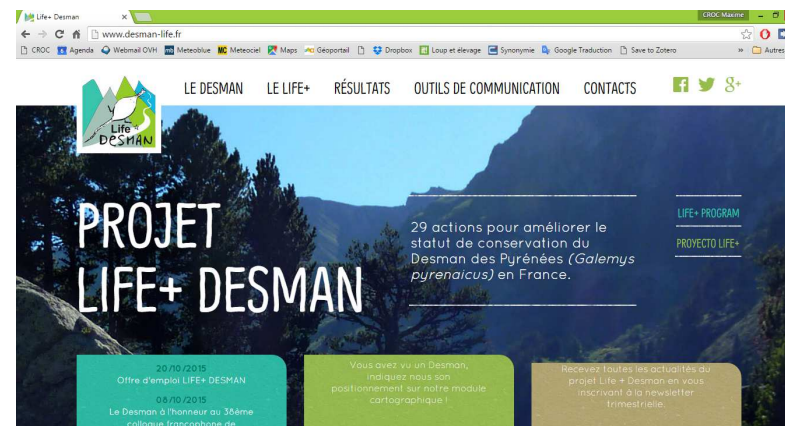 Life+ Desman
CROC Maxime
www.desman-life.fr
CROC Agenda Webmail OVH Meteoblue Meteociel Maps Géoportail Dropbox Loup et élevage Synonymie Google Traduction Save to Zotero » Autres
LE DESMAN LE LIFE+ RÉSULTATS OUTILS DE COMMUNICATION CONTACTS
Life
DESMAN
PROJET
LIFE+ DESMAN
29 actions pour améliorer le
statut de conservation du
Desman des Pyrénées (Galemys
pyrenaicus) en France.
LIFE+ PROGRAM
PROYECTO LIFE+
20/10/2015
Offre d'emploi LIFE+ DESMAN
08/10/2015
Le Desman à l'honneur au 38ème
colloque francophone de
Vous avez vu un Desman,
indiquez nous son
positionnement sur notre module
cartographique !
Recevez toutes les actualités du
projet Life + Desman en vous
inscrivant à la newsletter
trimestrielle.